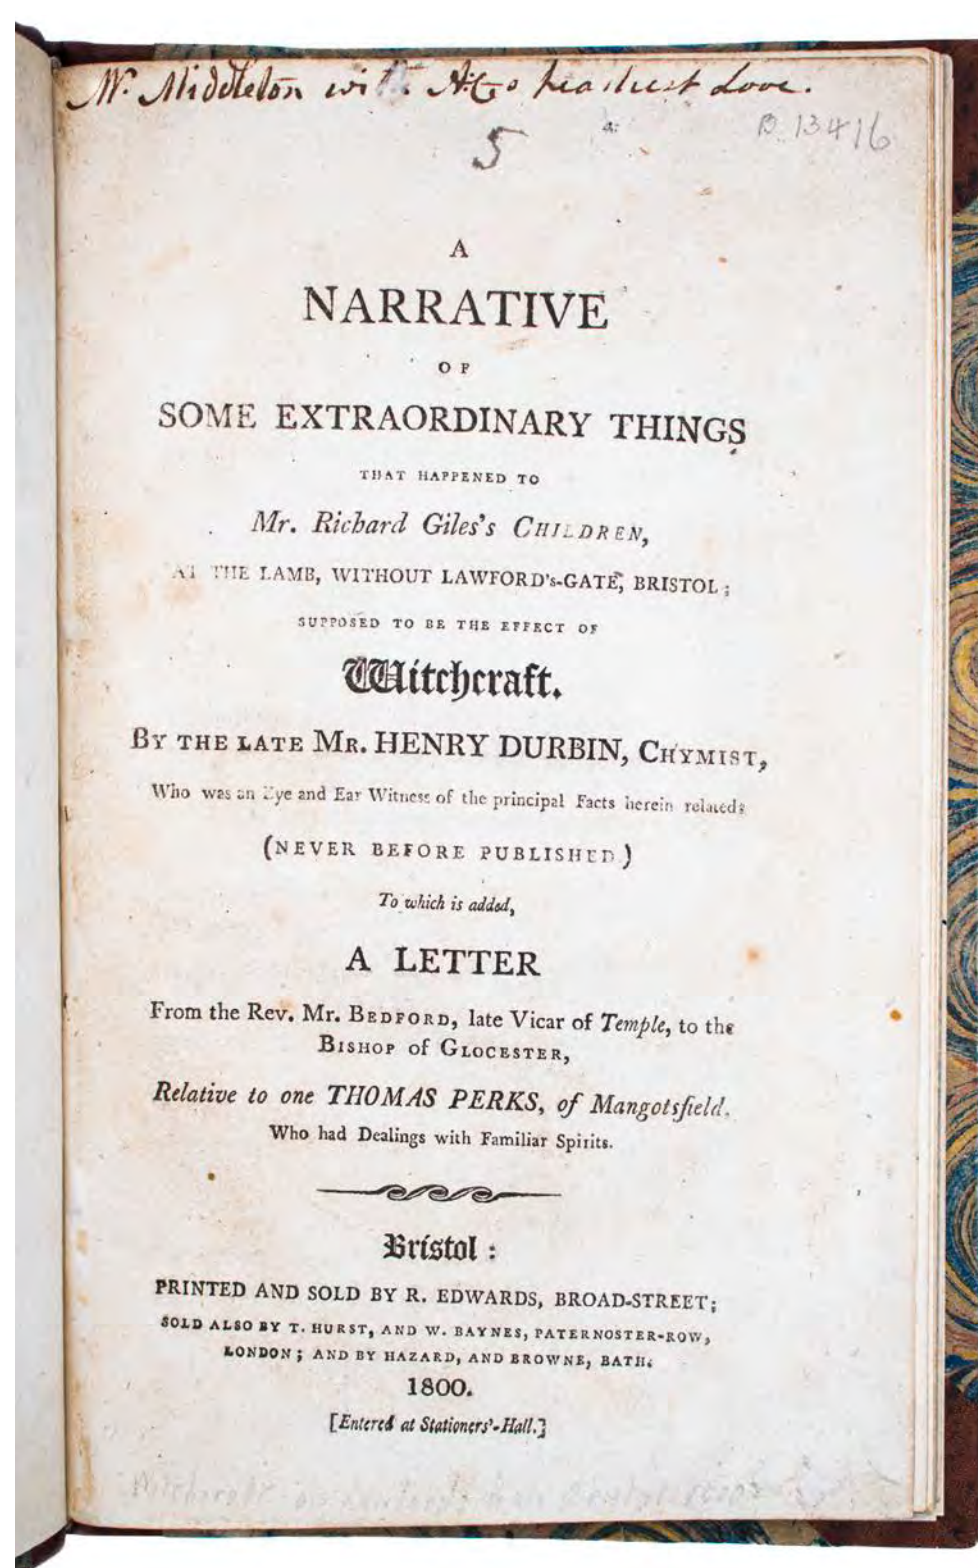 Mr. Middleton with A:G's heartiest Love.
5
B 13416
A
NARRATIVE
OF
SOME EXTRAORDINARY THINGS
THAT HAPPENED TO
Mr. Richard Giles's CHILDREN,
AT THE LAMB, WITHOUT LAWFORD's-GATE, BRISTOL;
SUPPOSED TO BE THE EFFECT OF
Witchcraft.
BY THE LATE MR. HENRY DURBIN, CHYMIST,
Who was an Eye and Ear Witness of the principal Facts herein related;
(NEVER BEFORE PUBLISHED)
To which is added,
A LETTER
From the Rev. Mr. BEDFORD, late Vicar of Temple, to the
BISHOP of GLOCESTER,
Relative to one THOMAS PERKS, of Mangotsfield,
Who had Dealings with Familiar Spirits.
Bristol:
PRINTED AND SOLD BY R. EDWARDS, BROAD-STREET;
SOLD ALSO BY T. HURST, AND W. BAYNES, PATERNOSTER-ROW,
LONDON; AND BY HAZARD, AND BROWNE, BATH.
1800.
[Entered at Stationers'-Hall.]
Witchcraft